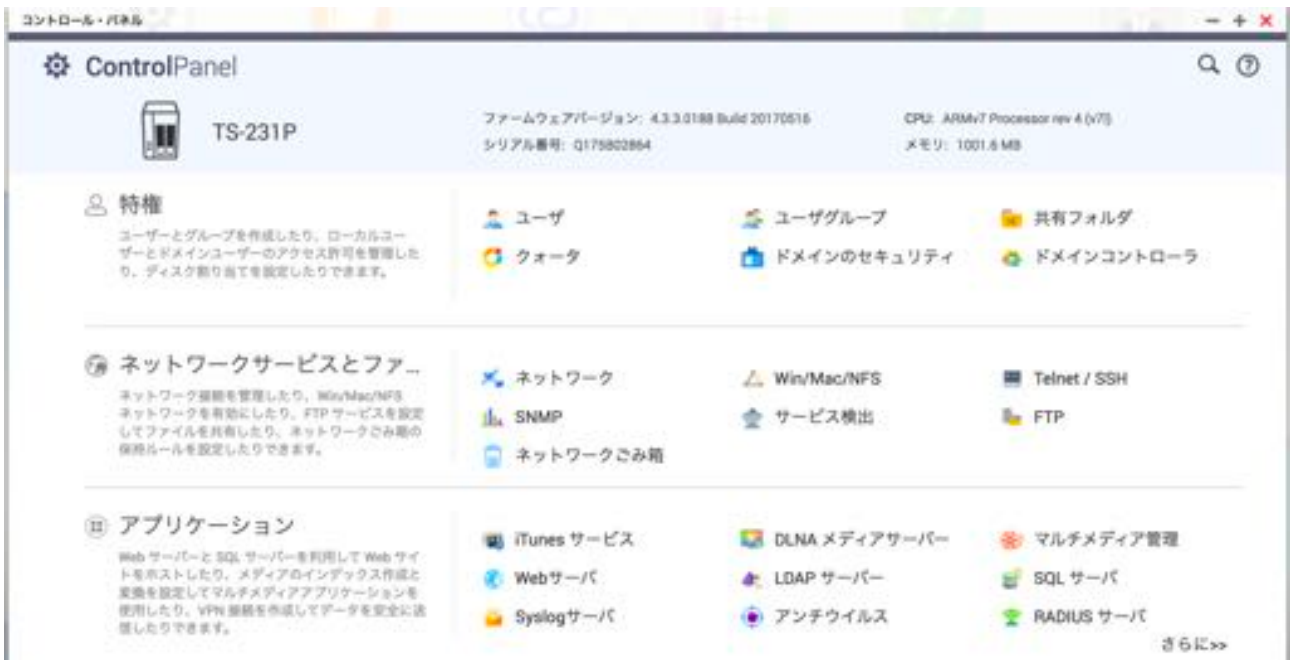 コントロール・パネル
ControlPanel
TS-231P
ファームウェアバージョン: 4.3.3.0188 Build 20170516
CPU: ARMv7 Processor rev 4 (v7l)
シリアル番号: Q175B02864
メモリ: 1001.6 MB
特権
ユーザーとグループを作成したり、ローカルユー
ザーとドメインユーザーのアクセス許可を管理した
り、ディスク割り当てを設定したりできます。
ユーザ
ユーザグループ
共有フォルダ
クォータ
ドメインのセキュリティ
ドメインコントローラ
ネットワークサービスとファ...
ネットワーク接続を管理したり、Win/Mac/NFS
ネットワークを有効にしたり、FTP サービスを設定
してファイルを共有したり、ネットワークごみ箱の
保持ルールを設定したりできます。
ネットワーク
Win/Mac/NFS
Telnet / SSH
SNMP
サービス検出
FTP
ネットワークごみ箱
アプリケーション
Web サーバーと SQL サーバーを利用して Web サイ
トをホストしたり、メディアのインデックス作成と
変換を設定してマルチメディアアプリケーションを
使用したり、VPN 接続を作成してデータを安全に送
信したりできます。
iTunes サービス
DLNA メディアサーバー
マルチメディア管理
Webサーバ
LDAP サーバー
SQL サーバ
Syslogサーバ
アンチウイルス
RADIUS サーバ
さらに>>